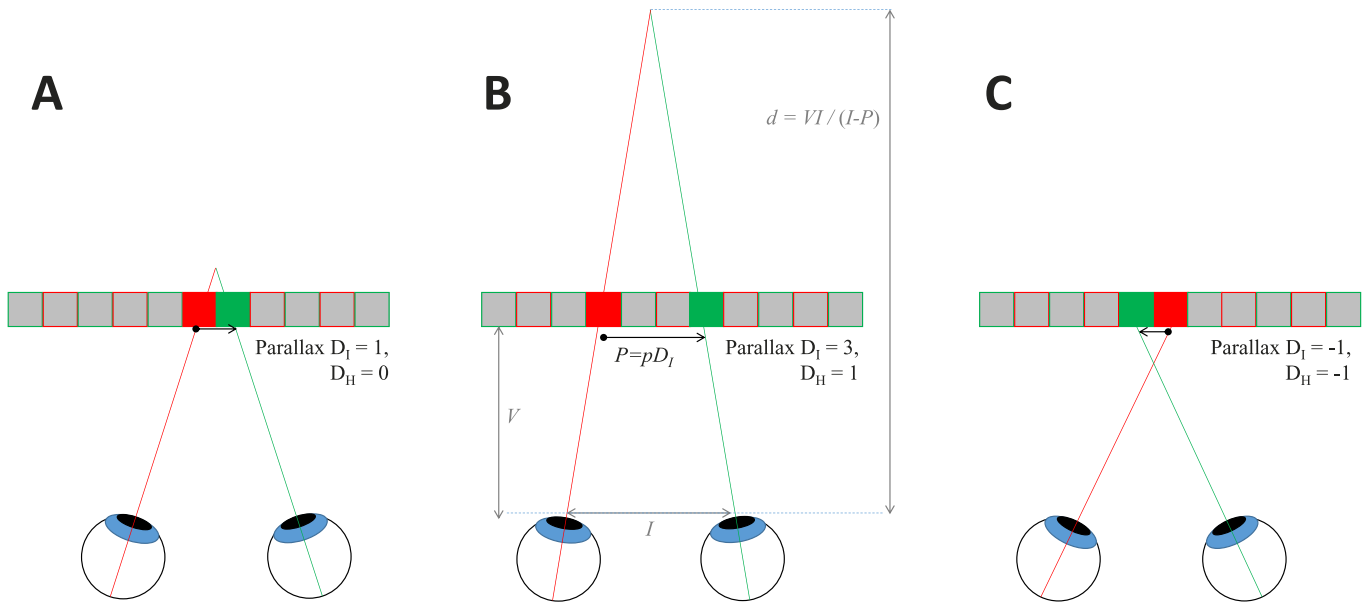 A
B
C
d = VI / (I-P)
Parallax D_I = 1,
D_H = 0
P=pD_I
Parallax D_I = 3,
D_H = 1
Parallax D_I = -1,
D_H = -1
V
I